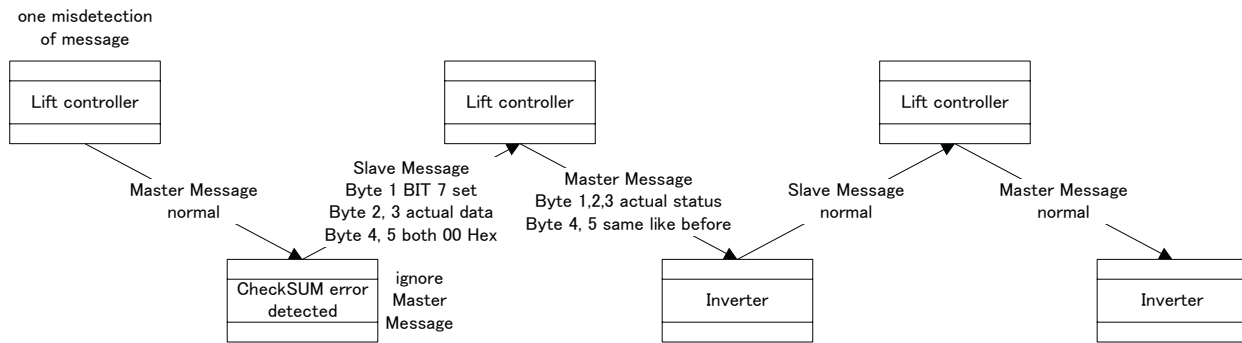 one misdetection
of message
Lift controller
Lift controller
Lift controller
Master Message
normal
Slave Message
Byte 1 BIT 7 set
Byte 2, 3 actual data
Byte 4, 5 both 00 Hex
Master Message
Byte 1,2,3 actual status
Byte 4, 5 same like before
Slave Message
normal
Master Message
normal
CheckSUM error
detected
ignore
Master
Message
Inverter
Inverter